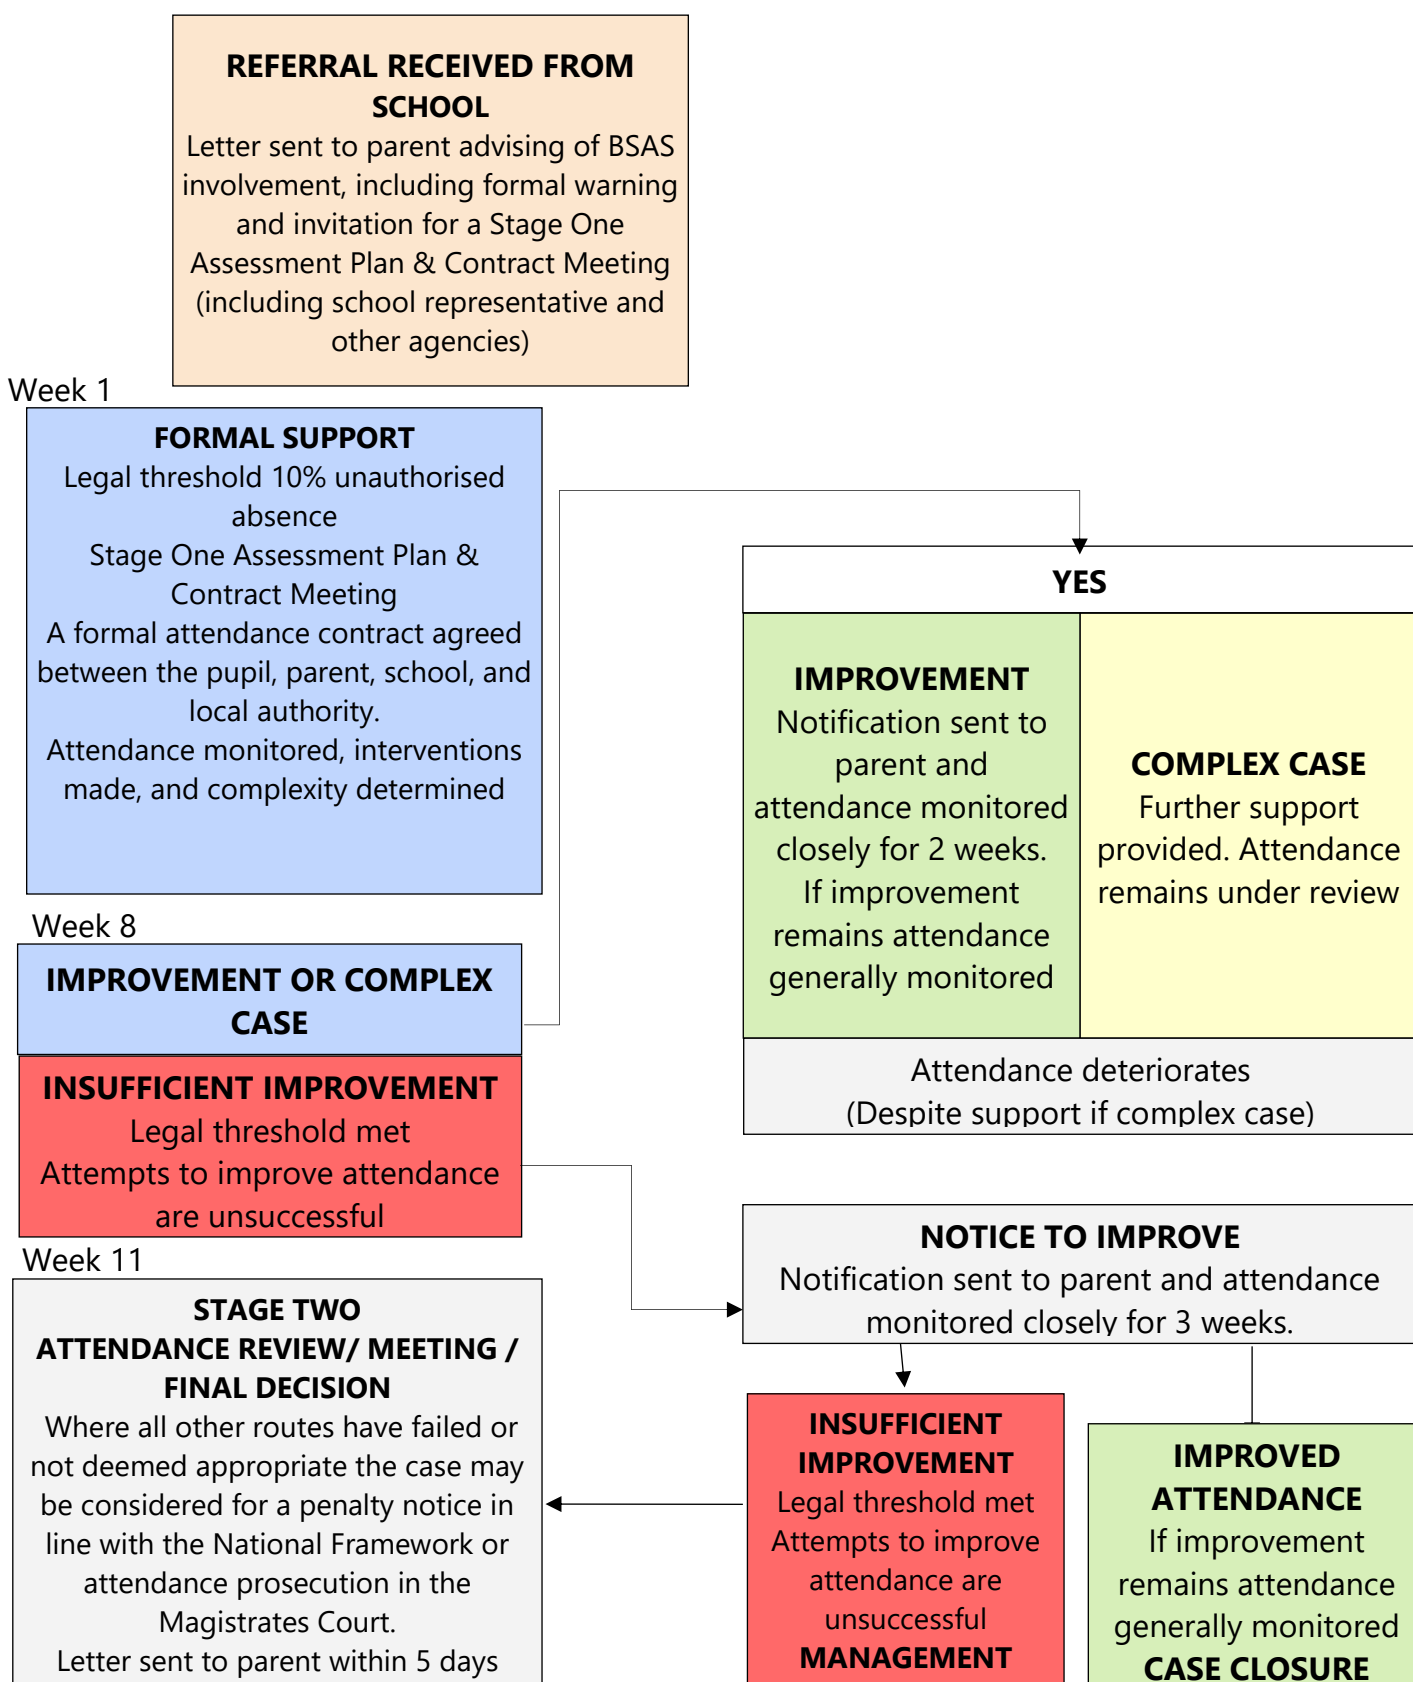 REFERRAL RECEIVED FROM
SCHOOL
Letter sent to parent advising of BSAS
involvement, including formal warning
and invitation for a Stage One
Assessment Plan & Contract Meeting
(including school representative and
other agencies)
Week 1
FORMAL SUPPORT
Legal threshold 10% unauthorised
absence
Stage One Assessment Plan &
Contract Meeting
A formal attendance contract agreed
between the pupil, parent, school, and
local authority.
Attendance monitored, interventions
made, and complexity determined
YES
IMPROVEMENT
Notification sent to
parent and
attendance monitored
closely for 2 weeks.
If improvement
remains attendance
generally monitored
COMPLEX CASE
Further support
provided. Attendance
remains under review
Week 8
IMPROVEMENT OR COMPLEX
CASE
INSUFFICIENT IMPROVEMENT
Legal threshold met
Attempts to improve attendance
are unsuccessful
Attendance deteriorates
(Despite support if complex case)
NOTICE TO IMPROVE
Notification sent to parent and attendance
monitored closely for 3 weeks.
Week 11
STAGE TWO
ATTENDANCE REVIEW/ MEETING /
FINAL DECISION
Where all other routes have failed or
not deemed appropriate the case may
be considered for a penalty notice in
line with the National Framework or
attendance prosecution in the
Magistrates Court.
Letter sent to parent within 5 days
INSUFFICIENT
IMPROVEMENT
Legal threshold met
Attempts to improve
attendance are
unsuccessful
MANAGEMENT
IMPROVED
ATTENDANCE
If improvement
remains attendance
generally monitored
CASE CLOSURE